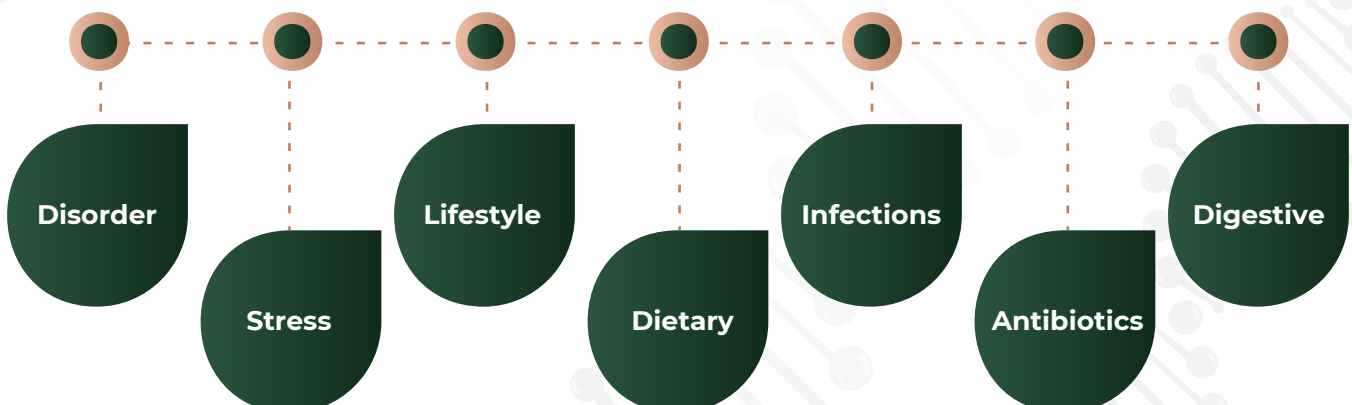 Disorder
Stress
Lifestyle
Dietary
Infections
Antibiotics
Digestive